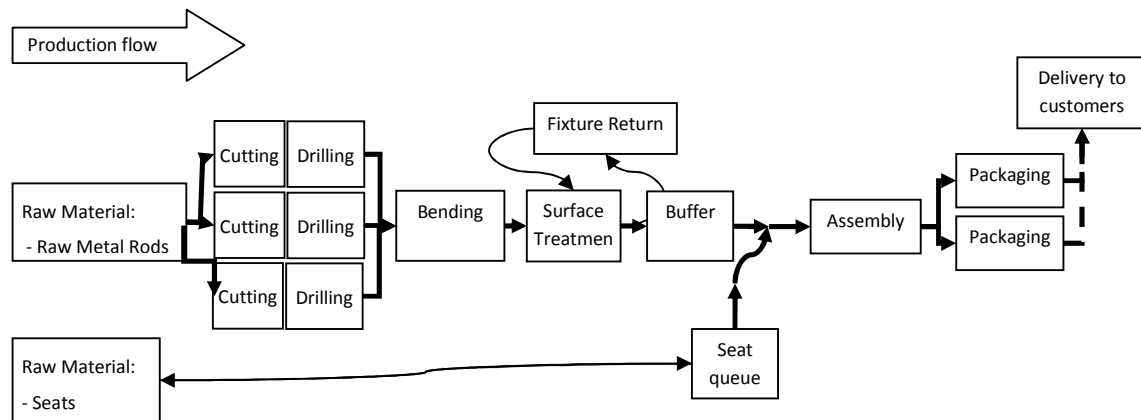 Production flow
Delivery to
customers
Fixture Return
Cutting
Drilling
Packaging
Raw Material:
- Raw Metal Rods
Cutting
Drilling
Bending
Surface
Treatmen
Buffer
Assembly
Packaging
Cutting
Drilling
Raw Material:
- Seats
Seat
queue